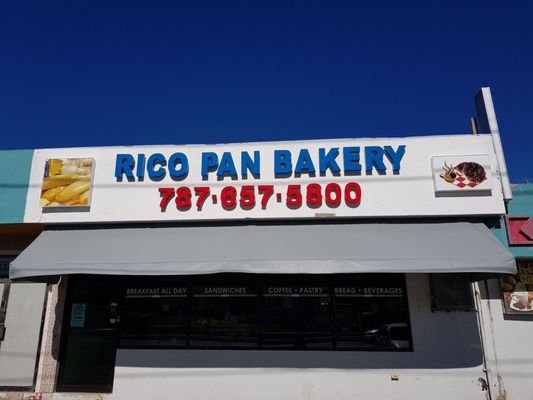 RICO PAN BAKERY
787·657·5800
BREAKFAST ALL DAY SANDWICHES COFFEE · PASTRY BREAD · BEVERAGES